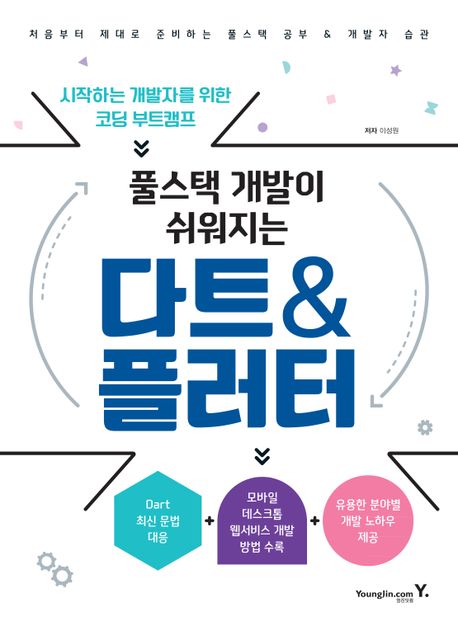 처음부터 제대로 준비하는 풀스택 공부 & 개발자 습관
시작하는 개발자를 위한
코딩 부트캠프
저자 이성원
풀스택 개발이
쉬워지는
다트&
플러터
Dart
최신 문법
대응
+
모바일
데스크톱
웹서비스 개발
방법 수록
+
유용한 분야별
개발 노하우
제공
YoungJin.com Y.
영진닷컴